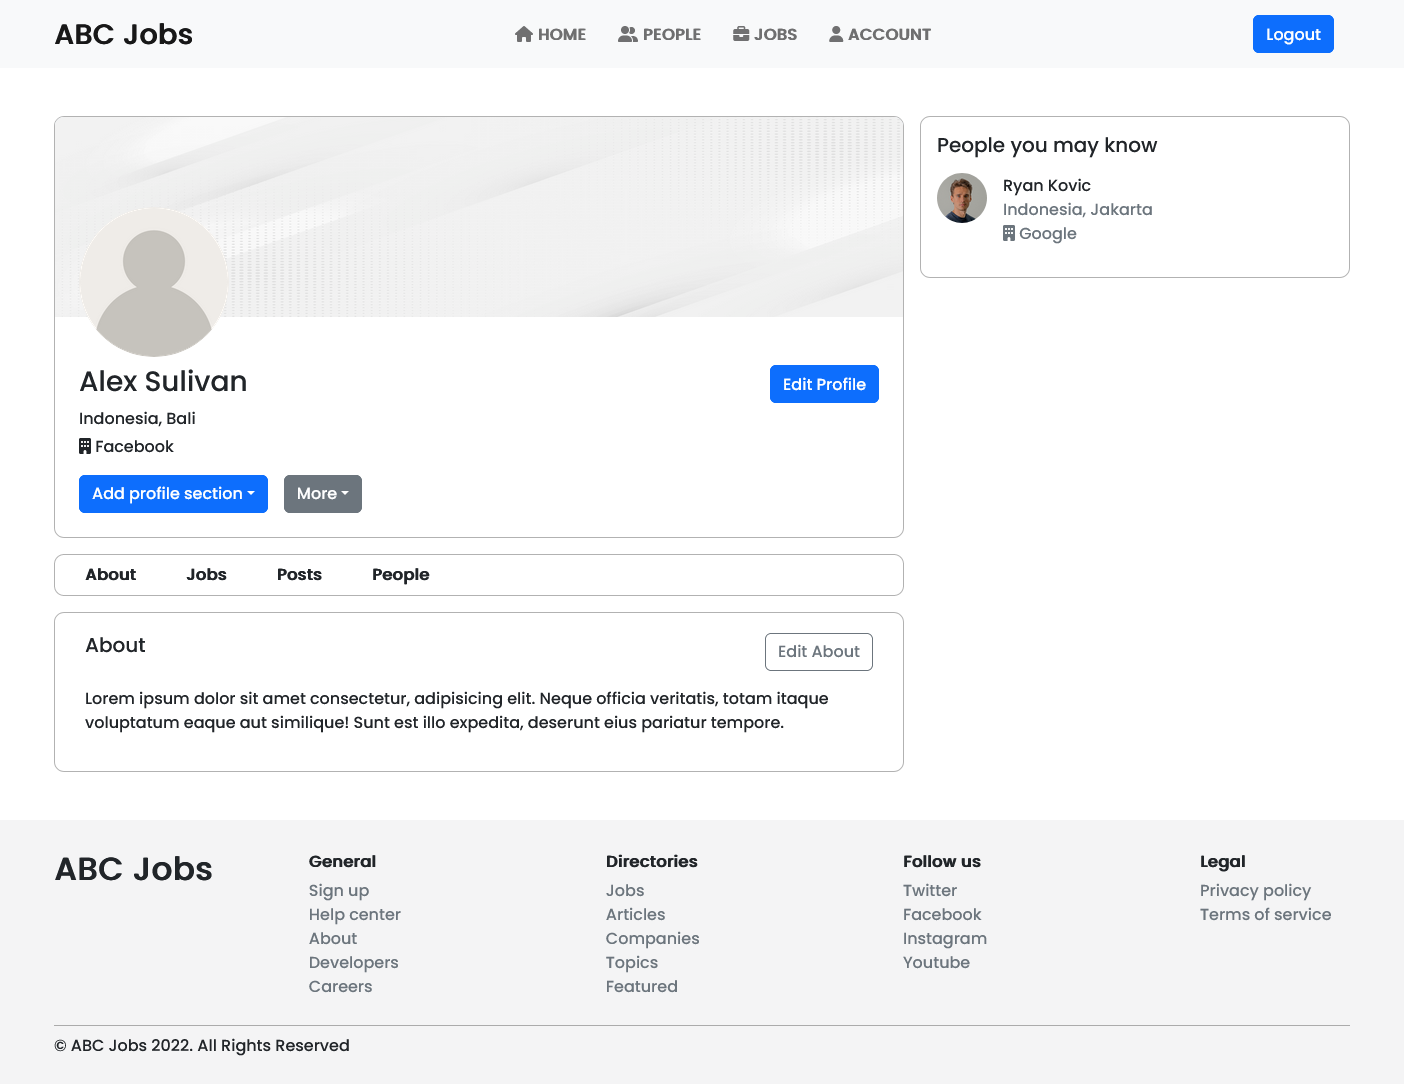 ABC Jobs
HOME
PEOPLE
JOBS
ACCOUNT
Logout
Alex Sulivan
Indonesia, Bali
Facebook
Edit Profile
Add profile section
More
People you may know
Ryan Kovic
Indonesia, Jakarta
Google
About
Jobs
Posts
People
About
Edit About
Lorem ipsum dolor sit amet consectetur, adipisicing elit. Neque officia veritatis, totam itaque
voluptatum eaque aut similique! Sunt est illo expedita, deserunt eius pariatur tempore.
ABC Jobs
General
Sign up
Help center
About
Developers
Careers
Directories
Jobs
Articles
Companies
Topics
Featured
Follow us
Twitter
Facebook
Instagram
Youtube
Legal
Privacy policy
Terms of service
© ABC Jobs 2022. All Rights Reserved